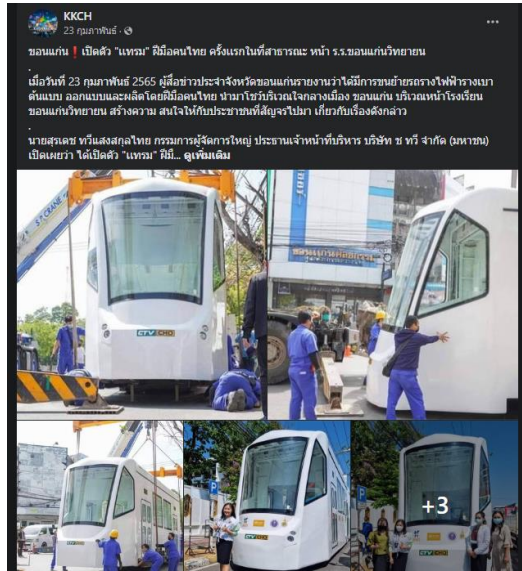 KKCH
23 กุมภาพันธ์ ·
ขอนแก่น❗เปิดตัว "แทรม" ฝีมือคนไทย ครั้งแรกในที่สาธารณะ หน้า ร.ร.ขอนแก่นวิทยายน
.
เมื่อวันที่ 23 กุมภาพันธ์ 2565 ผู้สื่อข่าวประจำจังหวัดขอนแก่นรายงานว่าได้มีการขนย้ายรถรางไฟฟ้ารางเบา
ต้นแบบ ออกแบบและผลิตโดยฝีมือคนไทย นำมาโชว์บริเวณใจกลางเมือง ขอนแก่น บริเวณหน้าโรงเรียน
ขอนแก่นวิทยายน สร้างความ สนใจให้กับประชาชนที่สัญจรไปมา เกี่ยวกับเรื่องดังกล่าว
.
นายสุรเดช ทวีแสงสกุลไทย กรรมการผู้จัดการใหญ่ ประธานเจ้าหน้าที่บริหาร บริษัท ช ทวี จำกัด (มหาชน)
เปิดเผยว่า ได้เปิดตัว "แทรม" ฝีมื... ดูเพิ่มเติม
CTV CHO
CTV CHO
CTV CHO
P
P
+3